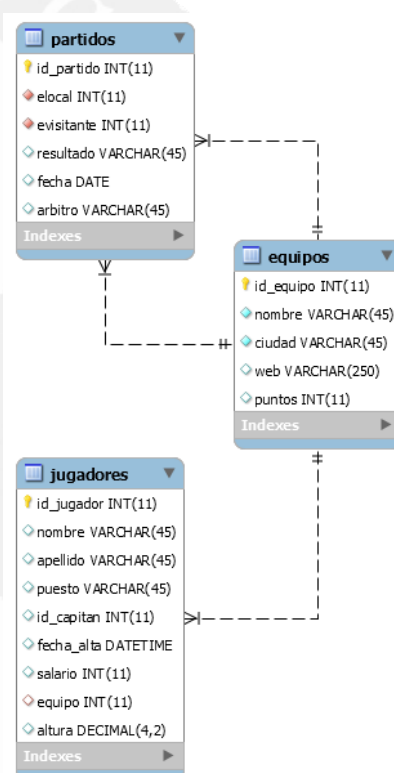 partidos
id_partido INT(11)
elocal INT(11)
evisitante INT(11)
resultado VARCHAR(45)
fecha DATE
arbitro VARCHAR(45)
Indexes
equipos
id_equipo INT(11)
nombre VARCHAR(45)
ciudad VARCHAR(45)
web VARCHAR(250)
puntos INT(11)
Indexes
jugadores
id_jugador INT(11)
nombre VARCHAR(45)
apellido VARCHAR(45)
puesto VARCHAR(45)
id_capitan INT(11)
fecha_alta DATETIME
salario INT(11)
equipo INT(11)
altura DECIMAL(4,2)
Indexes